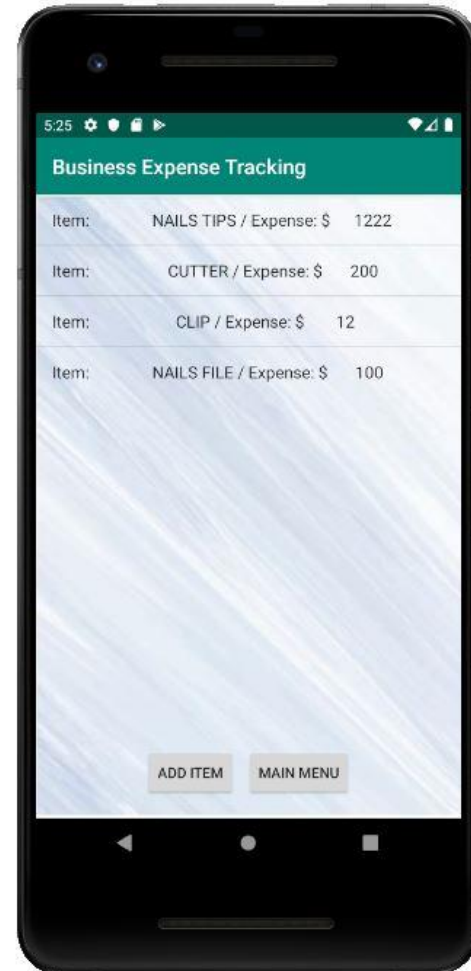 5:25
Business Expense Tracking
Item: NAILS TIPS / Expense: $ 1222
Item: CUTTER / Expense: $ 200
Item: CLIP / Expense: $ 12
Item: NAILS FILE / Expense: $ 100
ADD ITEM MAIN MENU